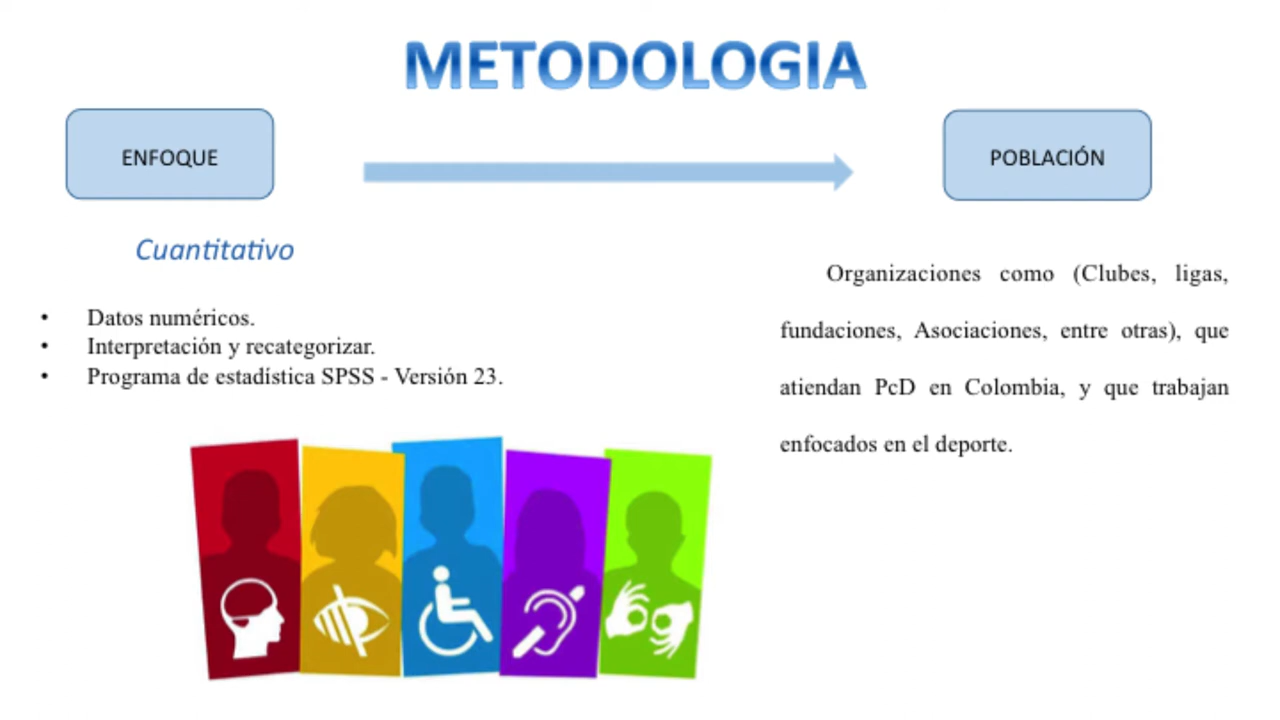 METODOLOGIA
ENFOQUE
POBLACIÓN
Cuantitativo
• Datos numéricos.
• Interpretación y recategorizar.
• Programa de estadística SPSS - Versión 23.
Organizaciones como (Clubes, ligas,
fundaciones, Asociaciones, entre otras), que
atiendan PcD en Colombia, y que trabajan
enfocados en el deporte.